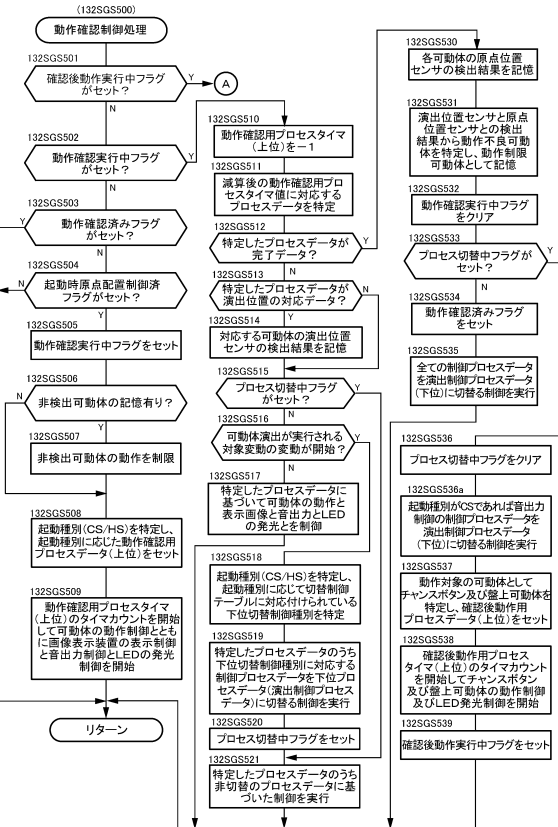 (132SGS500)
動作確認制御処理
132SGS501
確認後動作実行中フラグ
がセット?
Y
A
N
132SGS502
動作確認実行中フラグ
がセット?
Y
N
132SGS503
動作確認済みフラグ
がセット?
Y
N
132SGS504
起動時原点配置制御済
フラグがセット?
N
Y
132SGS505
動作確認実行中フラグをセット
132SGS506
非検出可動体の記憶有り?
N
Y
132SGS507
非検出可動体の動作を制限
132SGS508
起動種別(CS/HS)を特定し、
起動種別に応じた動作確認用
プロセスデータ(上位)をセット
132SGS509
動作確認用プロセスタイマ
(上位)のタイマカウントを開始
して可動体の動作制御ととも
に画像表示装置の表示制御
と音出力制御とLEDの発光
制御を開始
リターン
132SGS510
動作確認用プロセスタイマ
(上位)を-1
132SGS511
減算後の動作確認用プロ
セスタイマ値に対応する
プロセスデータを特定
132SGS512
特定したプロセスデータが
完了データ?
Y
N
132SGS513
特定したプロセスデータが
演出位置の対応データ?
N
Y
132SGS514
対応する可動体の演出位置
センサの検出結果を記憶
132SGS515
プロセス切替中フラグ
がセット?
Y
N
132SGS516
可動体演出が実行される
対象変動の変動が開始?
Y
N
132SGS517
特定したプロセスデータに
基づいて可動体の動作と
表示画像と音出力とLED
の発光とを制御
132SGS518
起動種別(CS/HS)を特定し、
起動種別に応じて切替制御
テーブルに対応付けられている
下位切替制御種別を特定
132SGS519
特定したプロセスデータのうち
下位切替制御種別に対応する
制御プロセスデータを下位プロ
セスデータ(演出制御プロセス
データ)に切替る制御を実行
132SGS520
プロセス切替中フラグをセット
132SGS521
特定したプロセスデータのうち
非切替のプロセスデータに基
づいた制御を実行
132SGS530
各可動体の原点位置
センサの検出結果を記憶
132SGS531
演出位置センサと原点
位置センサとの検出
結果から動作不良可動
体を特定し、動作制限
可動体として記憶
132SGS532
動作確認実行中フラグ
をクリア
132SGS533
プロセス切替中フラグが
セット?
Y
N
132SGS534
動作確認済みフラグ
をセット
132SGS535
全ての制御プロセスデータ
を演出制御プロセスデータ
(下位)に切替る制御を実行
132SGS536
プロセス切替中フラグをクリア
132SGS536a
起動種別がCSであれば音出力
制御の制御プロセスデータを
演出制御プロセスデータ
(下位)に切替る制御を実行
132SGS537
動作対象の可動体として
チャンスボタン及び盤上可動体
を特定し、確認後動作用
プロセスデータ(上位)をセット
132SGS538
確認後動作用プロセス
タイマ(上位)のタイマカウント
を開始してチャンスボタン
及び盤上可動体の動作制御
及びLED発光制御を開始
132SGS539
確認後動作実行中フラグをセット